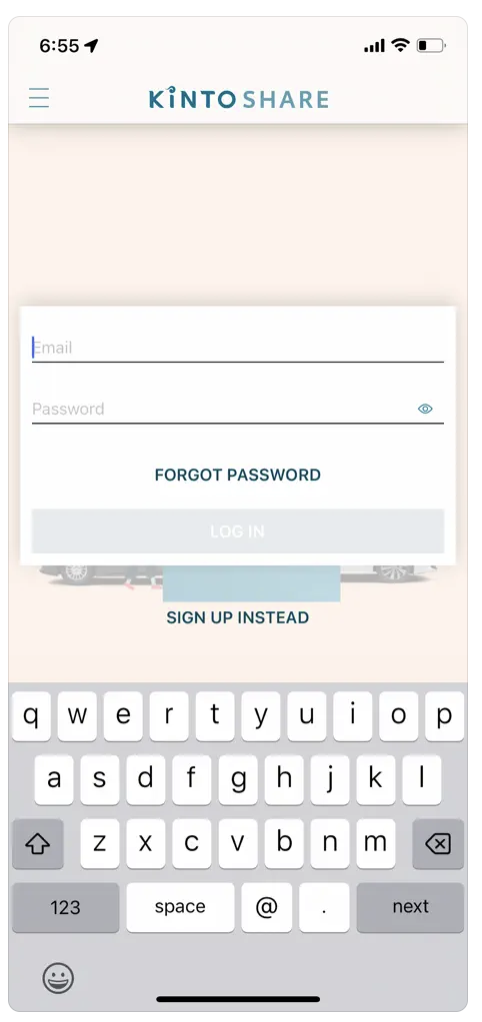 6:55
KINTO SHARE
Email
Password
FORGOT PASSWORD
LOG IN
SIGN UP INSTEAD
q w e r t y u i o p
a s d f g h j k l
z x c v b n m
123 space @ . next